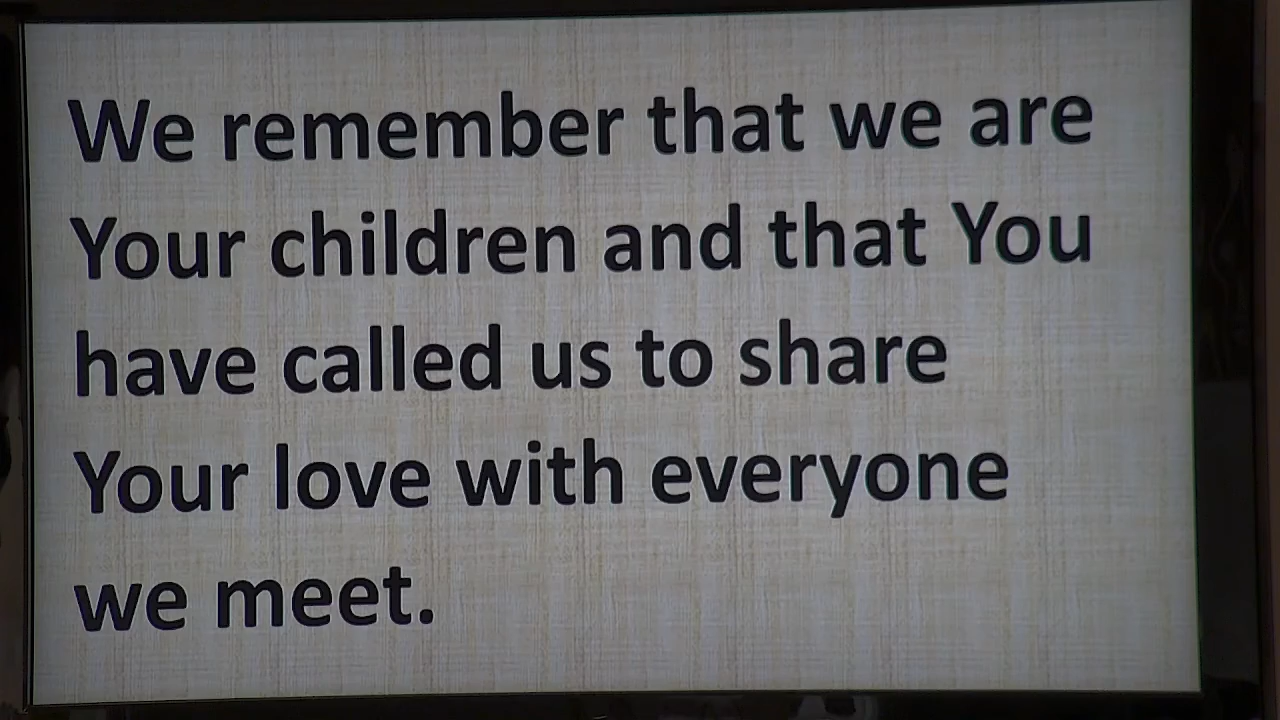 We remember that we are
Your children and that You
have called us to share
Your love with everyone
we meet.